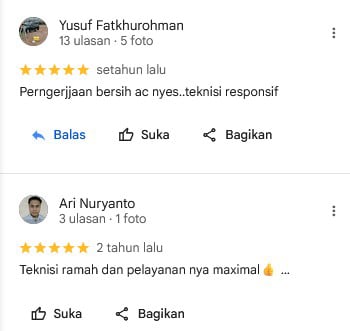 Yusuf Fatkhurohman
13 ulasan · 5 foto
setahun lalu
Perngerjjaan bersih ac nyes..teknisi responsif
Balas Suka Bagikan
Ari Nuryanto
3 ulasan · 1 foto
2 tahun lalu
Teknisi ramah dan pelayanan nya maximal👍 ...
Suka Bagikan